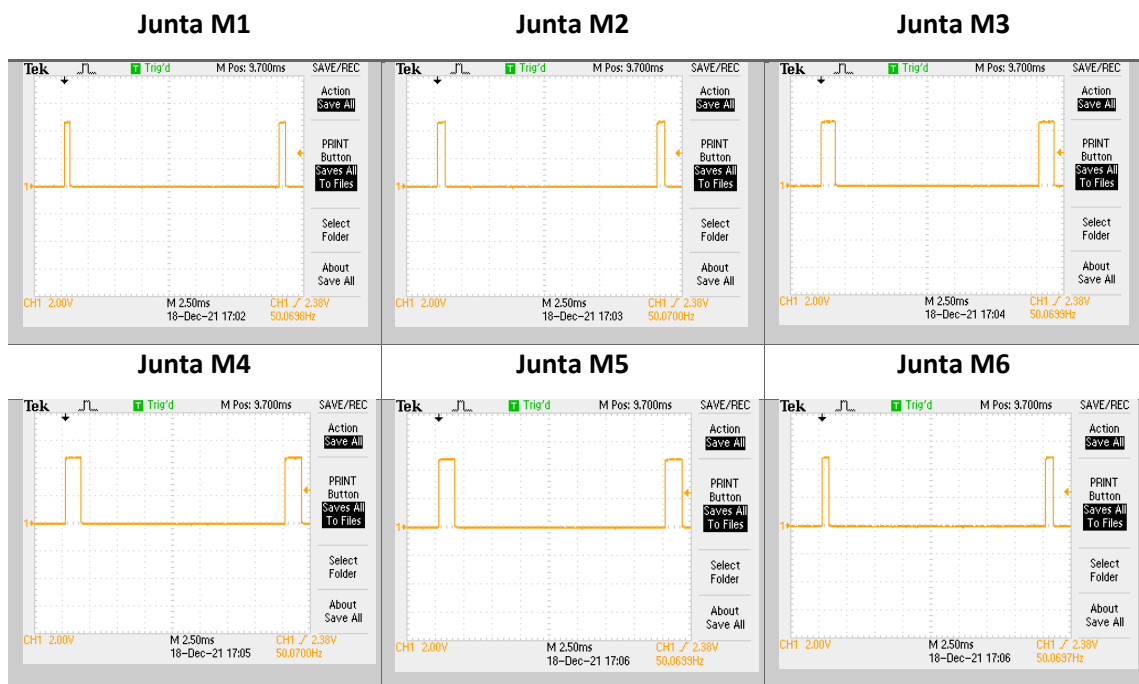 Junta M1
Junta M2
Junta M3
Tek Trig'd M Pos: 9.700ms SAVE/REC
Action
Save All
PRINT
Button
Saves All
To Files
Select
Folder
About
Save All
1
CH1 2.00V M 2.50ms CH1 2.38V
18-Dec-21 17:02 50.0698Hz
Tek Trig'd M Pos: 9.700ms SAVE/REC
Action
Save All
PRINT
Button
Saves All
To Files
Select
Folder
About
Save All
1
CH1 2.00V M 2.50ms CH1 2.38V
18-Dec-21 17:03 50.0700Hz
Tek Trig'd M Pos: 9.700ms SAVE/REC
Action
Save All
PRINT
Button
Saves All
To Files
Select
Folder
About
Save All
1
CH1 2.00V M 2.50ms CH1 2.38V
18-Dec-21 17:04 50.0699Hz
Junta M4
Junta M5
Junta M6
Tek Trig'd M Pos: 9.700ms SAVE/REC
Action
Save All
PRINT
Button
Saves All
To Files
Select
Folder
About
Save All
1
CH1 2.00V M 2.50ms CH1 2.38V
18-Dec-21 17:05 50.0700Hz
Tek Trig'd M Pos: 9.700ms SAVE/REC
Action
Save All
PRINT
Button
Saves All
To Files
Select
Folder
About
Save All
1
CH1 2.00V M 2.50ms CH1 2.38V
18-Dec-21 17:06 50.0699Hz
Tek Trig'd M Pos: 9.700ms SAVE/REC
Action
Save All
PRINT
Button
Saves All
To Files
Select
Folder
About
Save All
1
CH1 2.00V M 2.50ms CH1 2.38V
18-Dec-21 17:06 50.0697Hz